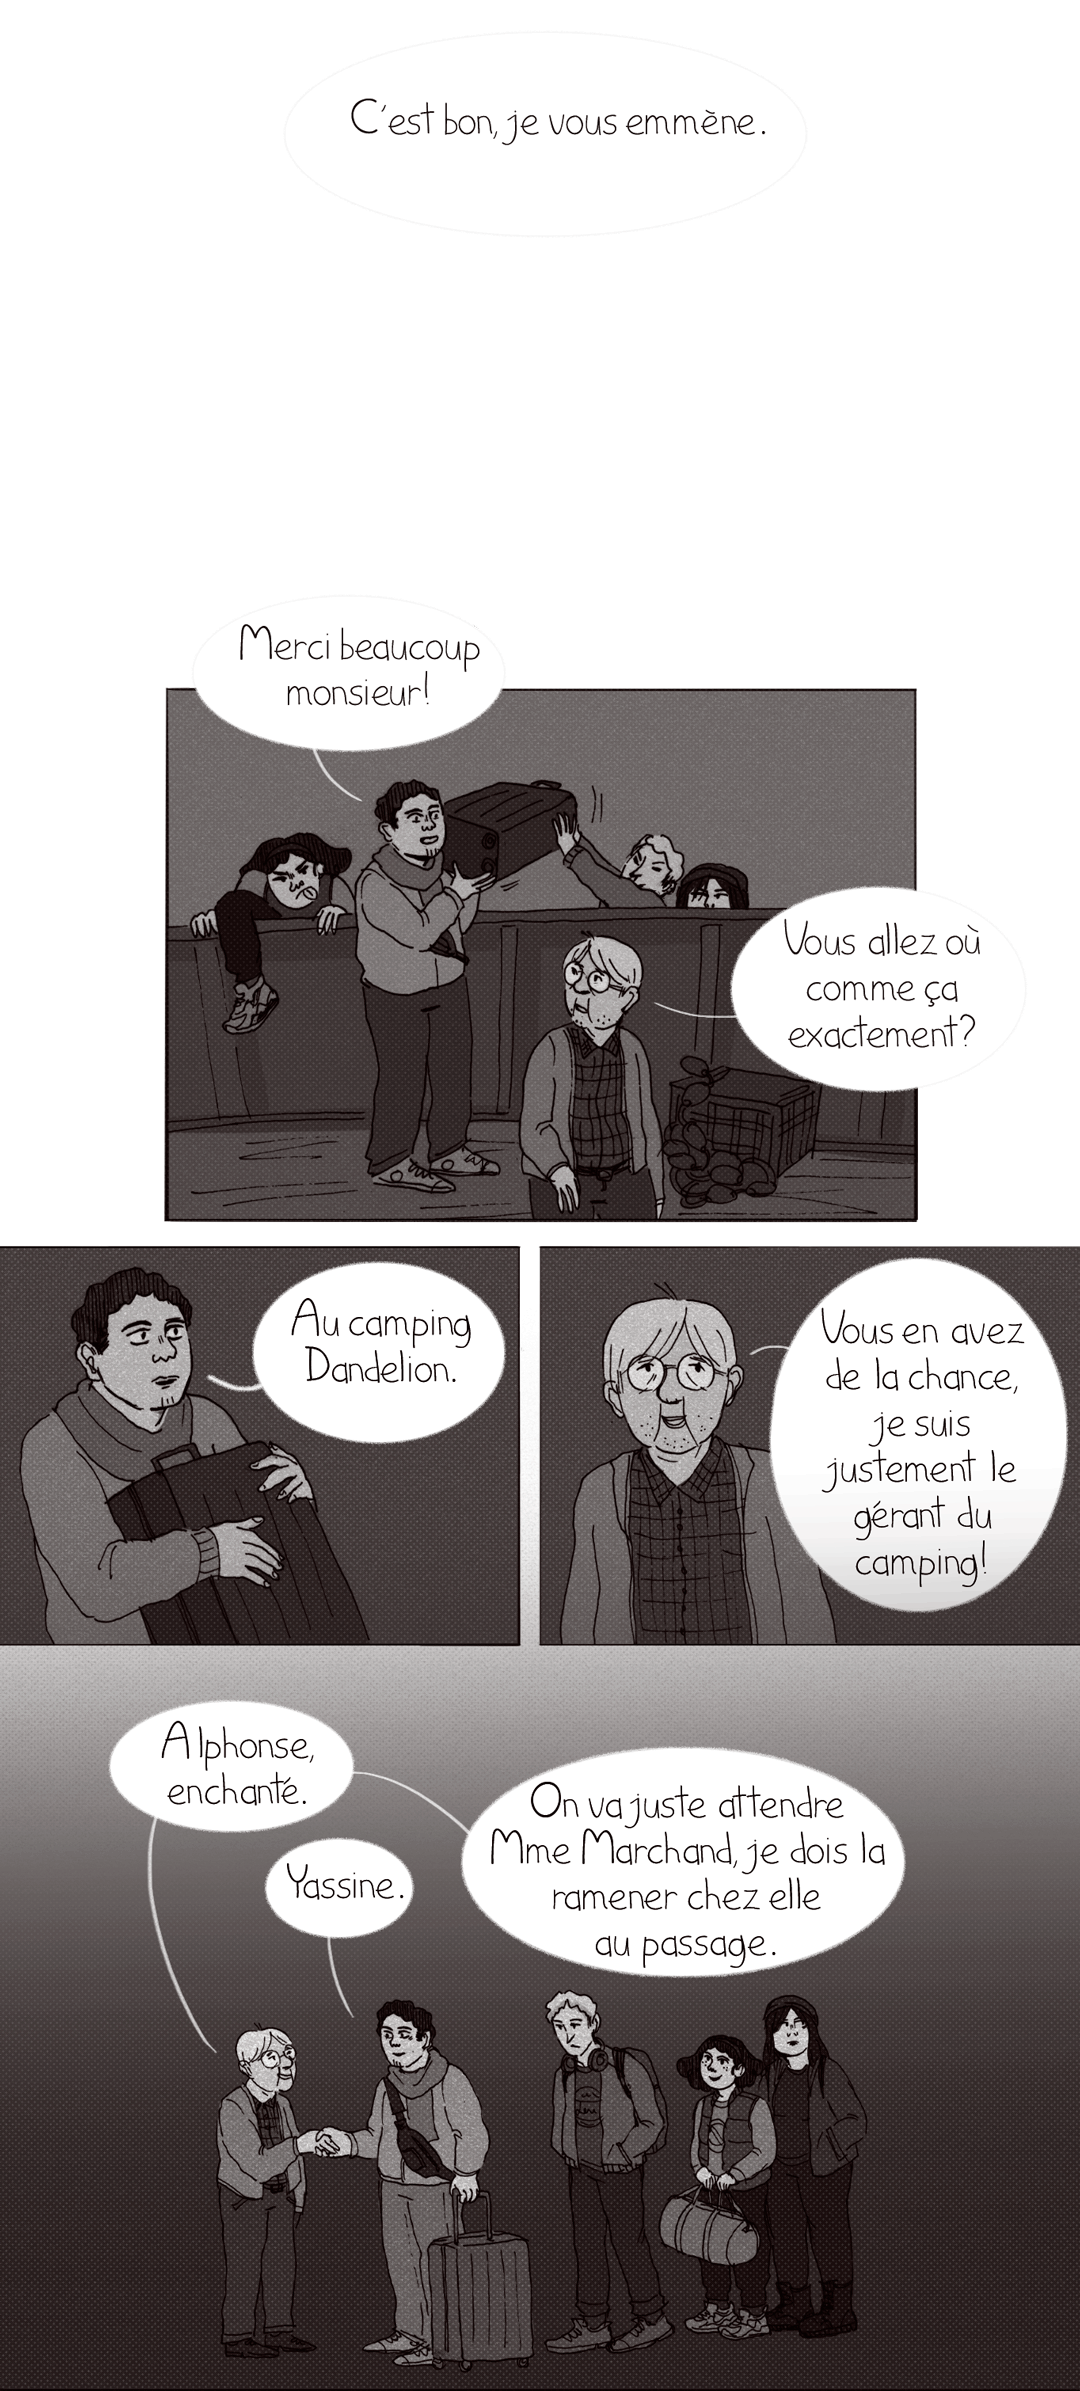 C'est bon, je vous emmène.
Merci beaucoup
monsieur!
Vous allez où
comme ça
exactement?
Au camping
Dandelion.
Vous en avez
de la chance,
je suis
justement le
gérant du
camping!
Alphonse,
enchanté.
Yassine.
On va juste attendre
Mme Marchand, je dois la
ramener chez elle
au passage.